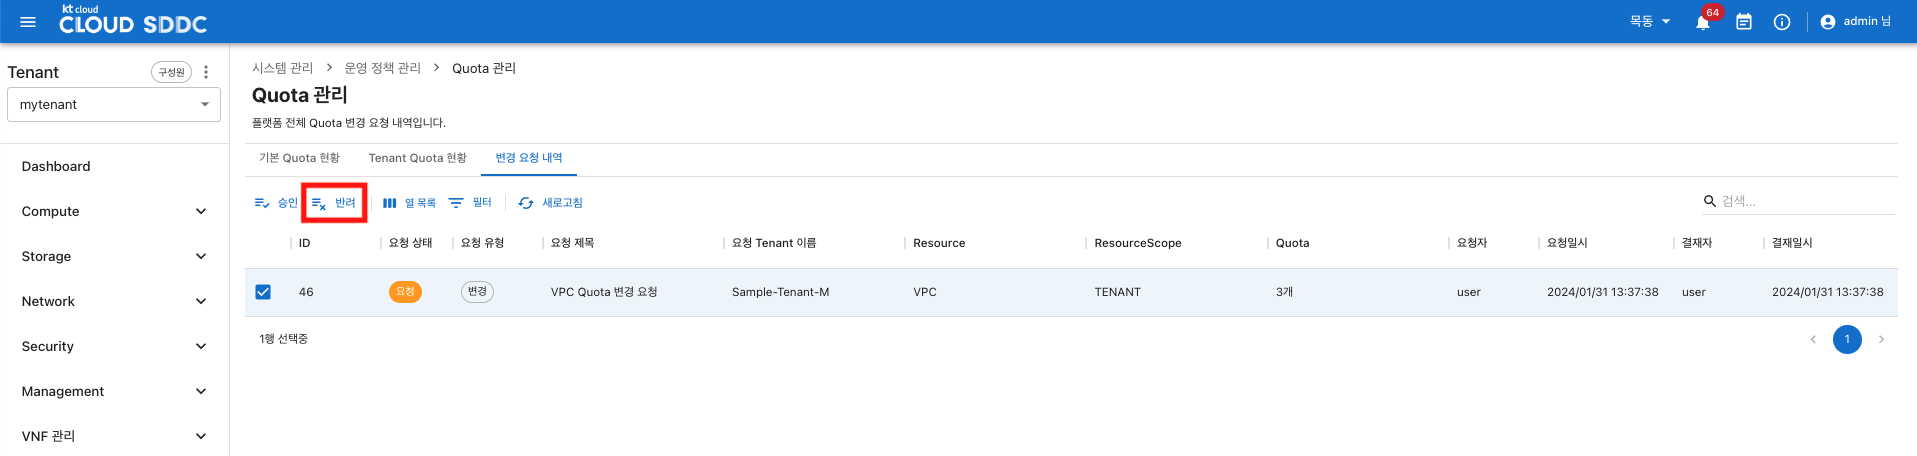 kt cloud
CLOUD SDDC
목동
64
admin 님
Tenant
구성원
mytenant
Dashboard
Compute
Storage
Network
Security
Management
VNF 관리
시스템 관리 > 운영 정책 관리 > Quota 관리
Quota 관리
플랫폼 전체 Quota 변경 요청 내역입니다.
기본 Quota 현황 Tenant Quota 현황 변경 요청 내역
승인 반려 열 목록 필터 새로고침 검색...
ID 요청 상태 요청 유형 요청 제목 요청 Tenant 이름 Resource ResourceScope Quota 요청자 요청일시 결재자 결재일시
46 요청 변경 VPC Quota 변경 요청 Sample-Tenant-M VPC TENANT 3개 user 2024/01/31 13:37:38 user 2024/01/31 13:37:38
1행 선택중
1